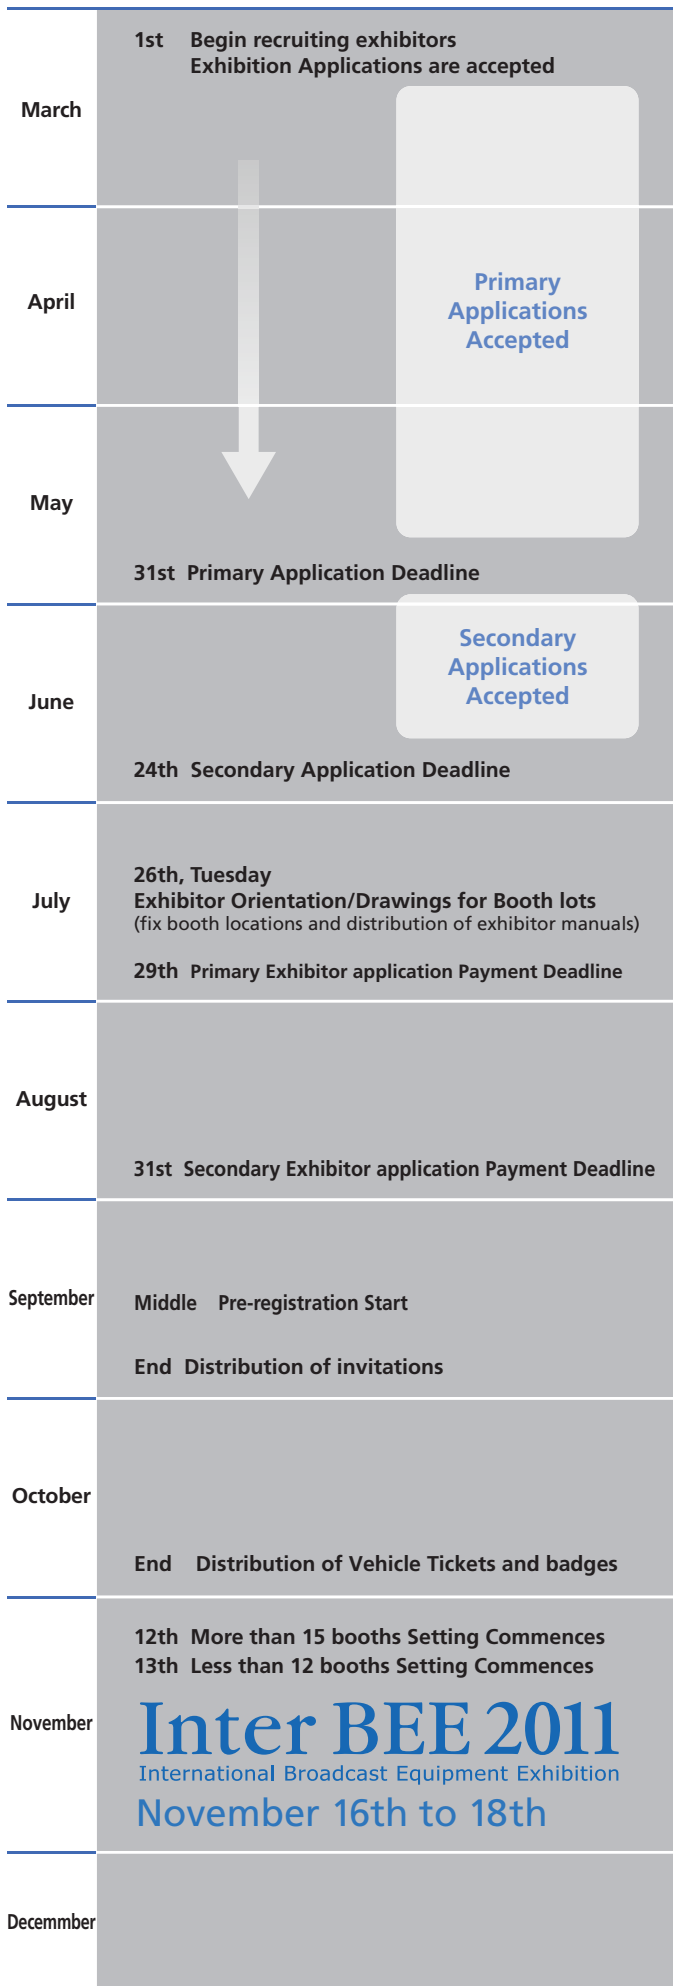 March
1st Begin recruiting exhibitors
Exhibition Applications are accepted
April
Primary
Applications
Accepted
May
31st Primary Application Deadline
June
Secondary
Applications
Accepted
24th Secondary Application Deadline
July
26th, Tuesday
Exhibitor Orientation/Drawings for Booth lots
(fix booth locations and distribution of exhibitor manuals)
29th Primary Exhibitor application Payment Deadline
August
31st Secondary Exhibitor application Payment Deadline
September
Middle Pre-registration Start
End Distribution of invitations
October
End Distribution of Vehicle Tickets and badges
November
12th More than 15 booths Setting Commences
13th Less than 12 booths Setting Commences
Inter BEE 2011
International Broadcast Equipment Exhibition
November 16th to 18th
Decemmber